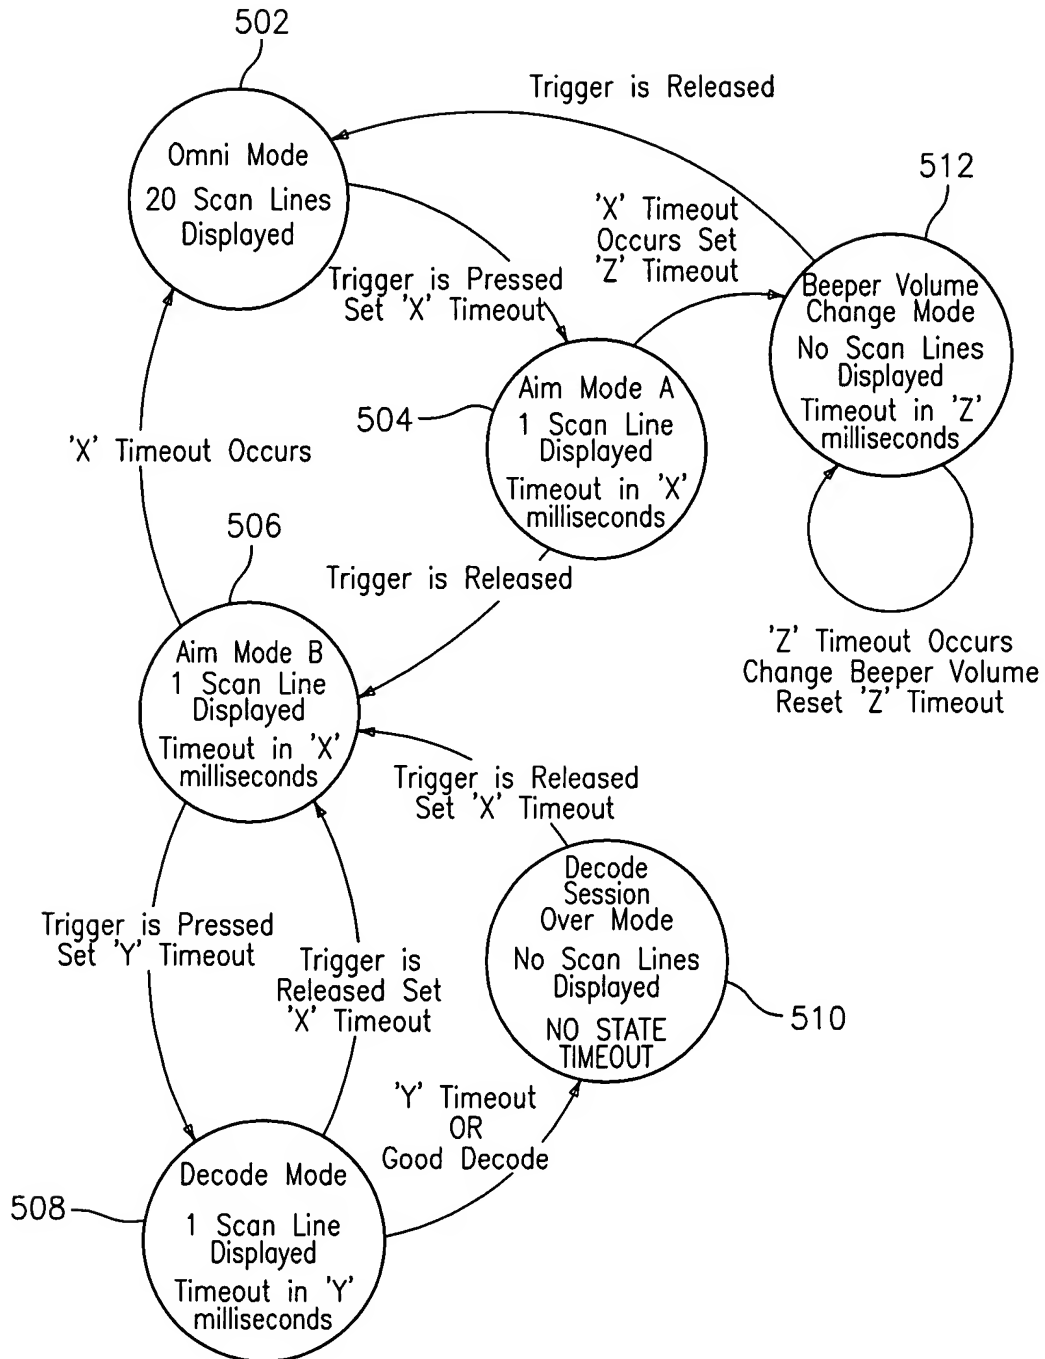 502
Omni Mode
20 Scan Lines
Displayed
Trigger is Released
512
'X' Timeout
Occurs Set
'Z' Timeout
Trigger is Pressed
Set 'X' Timeout
Beeper Volume
Change Mode
No Scan Lines
Displayed
Timeout in 'Z'
milliseconds
504
Aim Mode A
1 Scan Line
Displayed
Timeout in 'X'
milliseconds
'X' Timeout Occurs
506
Trigger is Released
'Z' Timeout Occurs
Change Beeper Volume
Reset 'Z' Timeout
Aim Mode B
1 Scan Line
Displayed
Timeout in 'X'
milliseconds
Trigger is Released
Set 'X' Timeout
Decode
Session
Over Mode
No Scan Lines
Displayed
NO STATE
TIMEOUT
510
Trigger is Pressed
Set 'Y' Timeout
Trigger is
Released Set
'X' Timeout
'Y' Timeout
OR
Good Decode
508
Decode Mode
1 Scan Line
Displayed
Timeout in 'Y'
milliseconds